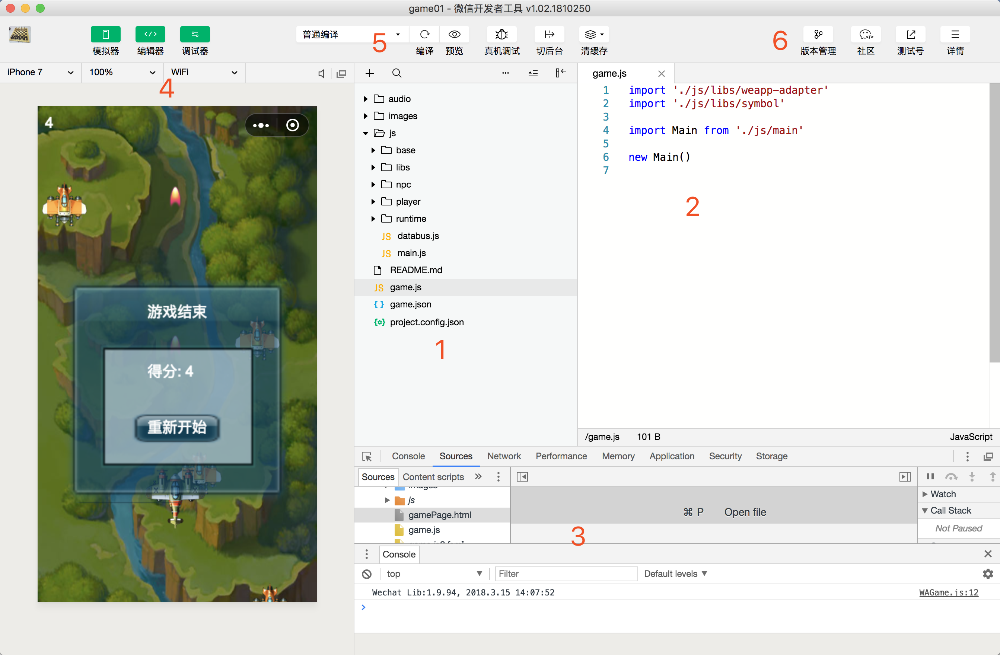 game01 - 微信开发者工具 v1.02.1810250
模拟器
编辑器
调试器
普通编译
5
编译
预览
真机调试
切后台
清缓存
6
版本管理
社区
测试号
详情
iPhone 7
100%
WiFi
4
4
游戏结束
得分: 4
重新开始
audio
images
js
base
libs
npc
player
runtime
JS databus.js
JS main.js
README.md
JS game.js
{ } game.json
project.config.json
1
game.js
1 import './js/libs/weapp-adapter'
2 import './js/libs/symbol'
3
4 import Main from './js/main'
5
6 new Main()
7
2
/game.js 101 B JavaScript
Console Sources Network Performance Memory Application Security Storage
Sources Content scripts
images
js
gamePage.html
game.js
⌘ P Open file
3
Watch
Call Stack
Not Paused
Console
top
Filter
Default levels
Wechat Lib:1.9.94, 2018.3.15 14:07:52 WAGame.js:12